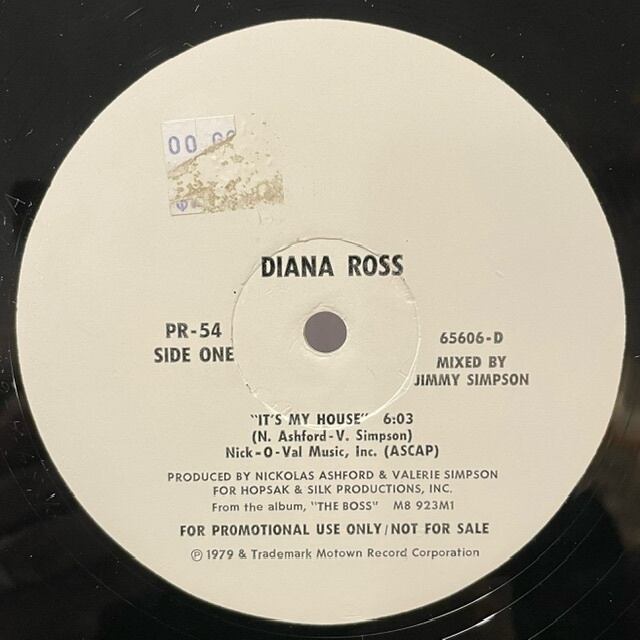 00
DIANA ROSS
PR-54
SIDE ONE
65606-D
MIXED BY
JIMMY SIMPSON
"IT'S MY HOUSE" 6:03
(N. Ashford-V. Simpson)
Nick-O-Val Music, Inc. (ASCAP)
PRODUCED BY NICKOLAS ASHFORD & VALERIE SIMPSON
FOR HOPSAK & SILK PRODUCTIONS, INC.
From the album, "THE BOSS" M8 923M1
FOR PROMOTIONAL USE ONLY/NOT FOR SALE
℗ 1979 & Trademark Motown Record Corporation